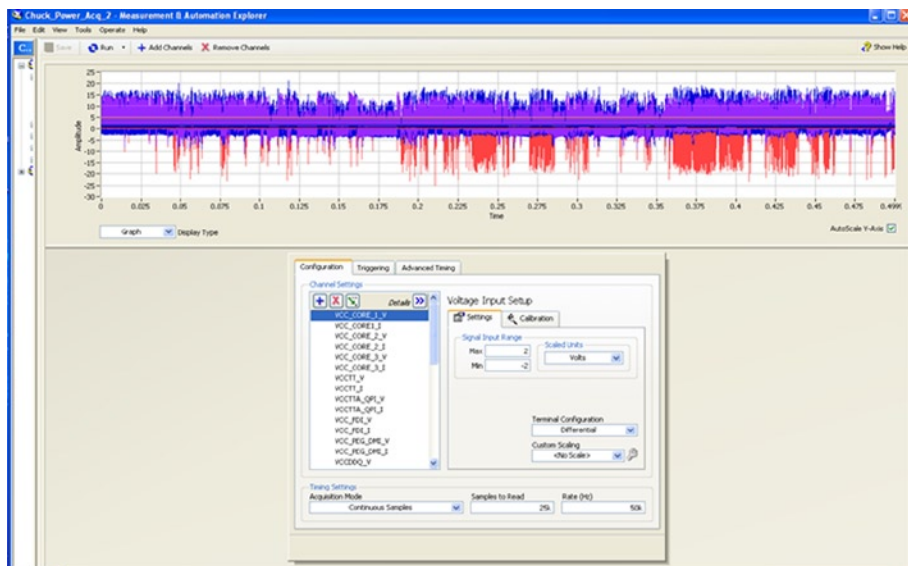 Chuck_Power_Acq_2 - Measurement & Automation Explorer
File Edit View Tools Operate Help
C... Save Run Add Channels Remove Channels Show Help
25
20
15
10
5
0
-5
-10
-15
-20
-25
-30
Amplitude
0 0.025 0.05 0.075 0.1 0.125 0.15 0.175 0.2 0.225 0.25 0.275 0.3 0.325 0.35 0.375 0.4 0.425 0.45 0.475 0.4999
Time
Graph Display Type AutoScale Y-Axis
Configuration Triggering Advanced Timing
Channel Settings
Details
VCC_CORE_1_V
VCC_CORE1_I
VCC_CORE_2_V
VCC_CORE_2_I
VCC_CORE_3_V
VCC_CORE_3_I
VCCTT_V
VCCTT_I
VCCTTA_QPI_V
VCCTTA_QPI_I
VCC_FDI_V
VCC_FDI_I
VCC_PEG_DMI_V
VCC_PEG_DMI_I
VCCDDQ_V
Voltage Input Setup
Settings Calibration
Signal Input Range
Max 2
Min -2
Scaled Units
Volts
Terminal Configuration
Differential
Custom Scaling
<No Scale>
Timing Settings
Acquisition Mode Samples to Read Rate (Hz)
Continuous Samples 25k 50k